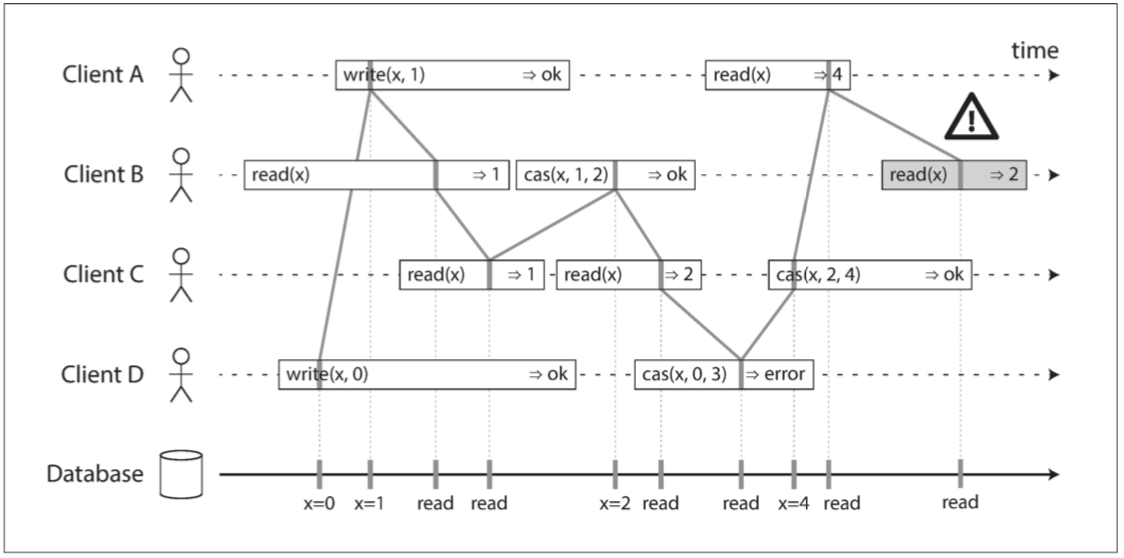 time
Client A write(x, 1) ⇒ ok read(x) ⇒ 4
!
Client B read(x) ⇒ 1 cas(x, 1, 2) ⇒ ok read(x) ⇒ 2
Client C read(x) ⇒ 1 read(x) ⇒ 2 cas(x, 2, 4) ⇒ ok
Client D write(x, 0) ⇒ ok cas(x, 0, 3) ⇒ error
Database
x=0 x=1 read read x=2 read read x=4 read read